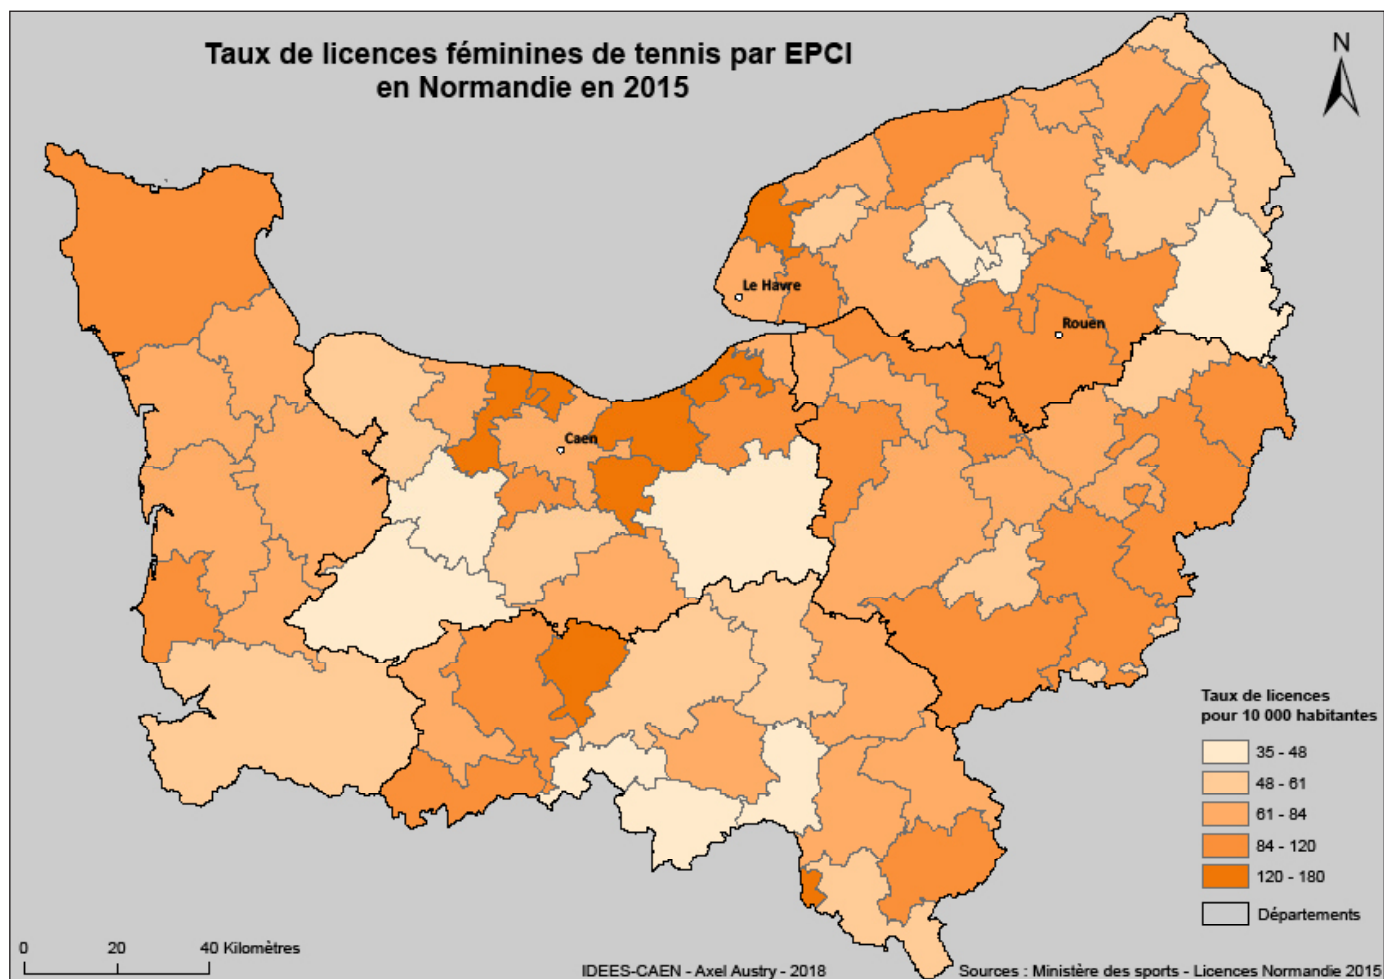 Taux de licences féminines de tennis par EPCI
en Normandie en 2015
N
Le Havre
Rouen
Caen
Taux de licences
pour 10 000 habitantes
35 - 48
48 - 61
61 - 84
84 - 120
120 - 180
Départements
0 20 40 Kilomètres
IDEES-CAEN - Axel Austry - 2018
Sources : Ministère des sports - Licences Normandie 2015